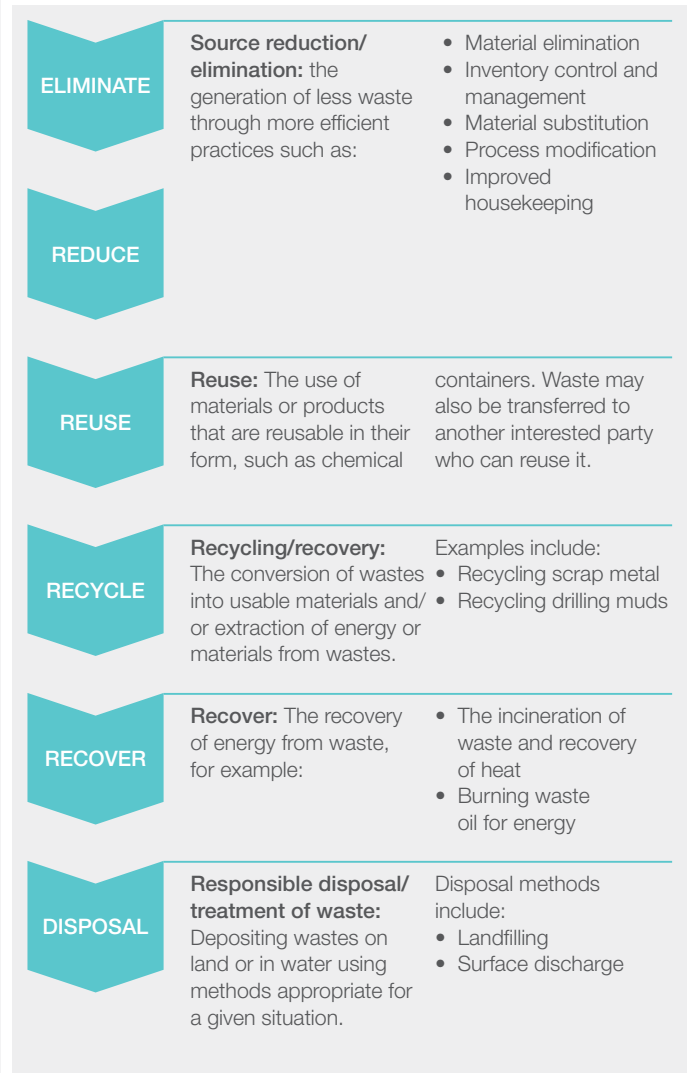 ELIMINATE
Source reduction/
elimination: the
generation of less waste
through more efficient
practices such as:
• Material elimination
• Inventory control and
management
• Material substitution
• Process modification
• Improved
housekeeping
REDUCE
REUSE
Reuse: The use of
materials or products
that are reusable in their
form, such as chemical
containers. Waste may
also be transferred to
another interested party
who can reuse it.
RECYCLE
Recycling/recovery:
The conversion of wastes
into usable materials and/
or extraction of energy or
materials from wastes.
Examples include:
• Recycling scrap metal
• Recycling drilling muds
RECOVER
Recover: The recovery
of energy from waste,
for example:
• The incineration of
waste and recovery
of heat
• Burning waste
oil for energy
DISPOSAL
Responsible disposal/
treatment of waste:
Depositing wastes on
land or in water using
methods appropriate for
a given situation.
Disposal methods
include:
• Landfilling
• Surface discharge